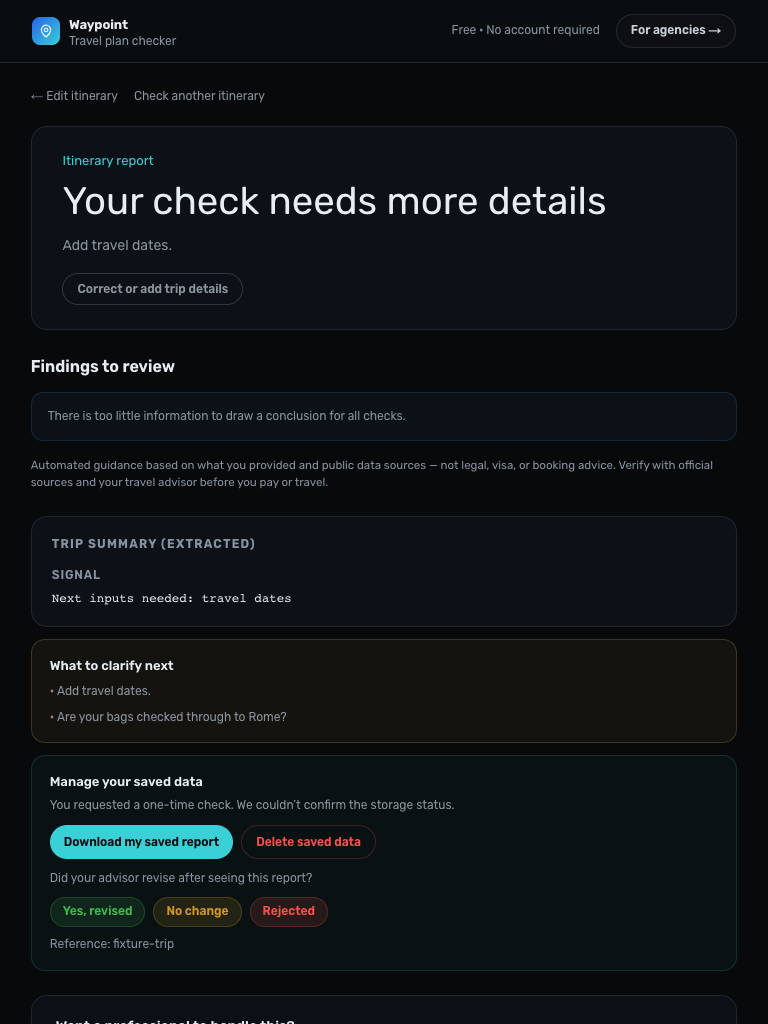 Waypoint
Travel plan checker
Free • No account required
For agencies →
← Edit itinerary
Check another itinerary
Itinerary report
Your check needs more details
Add travel dates.
Correct or add trip details
Findings to review
There is too little information to draw a conclusion for all checks.
Automated guidance based on what you provided and public data sources — not legal, visa, or booking advice. Verify with official
sources and your travel advisor before you pay or travel.
TRIP SUMMARY (EXTRACTED)
SIGNAL
Next inputs needed: travel dates
What to clarify next
• Add travel dates.
• Are your bags checked through to Rome?
Manage your saved data
You requested a one-time check. We couldn't confirm the storage status.
Download my saved report
Delete saved data
Did your advisor revise after seeing this report?
Yes, revised
No change
Rejected
Reference: fixture-trip
Want a professional to handle this?